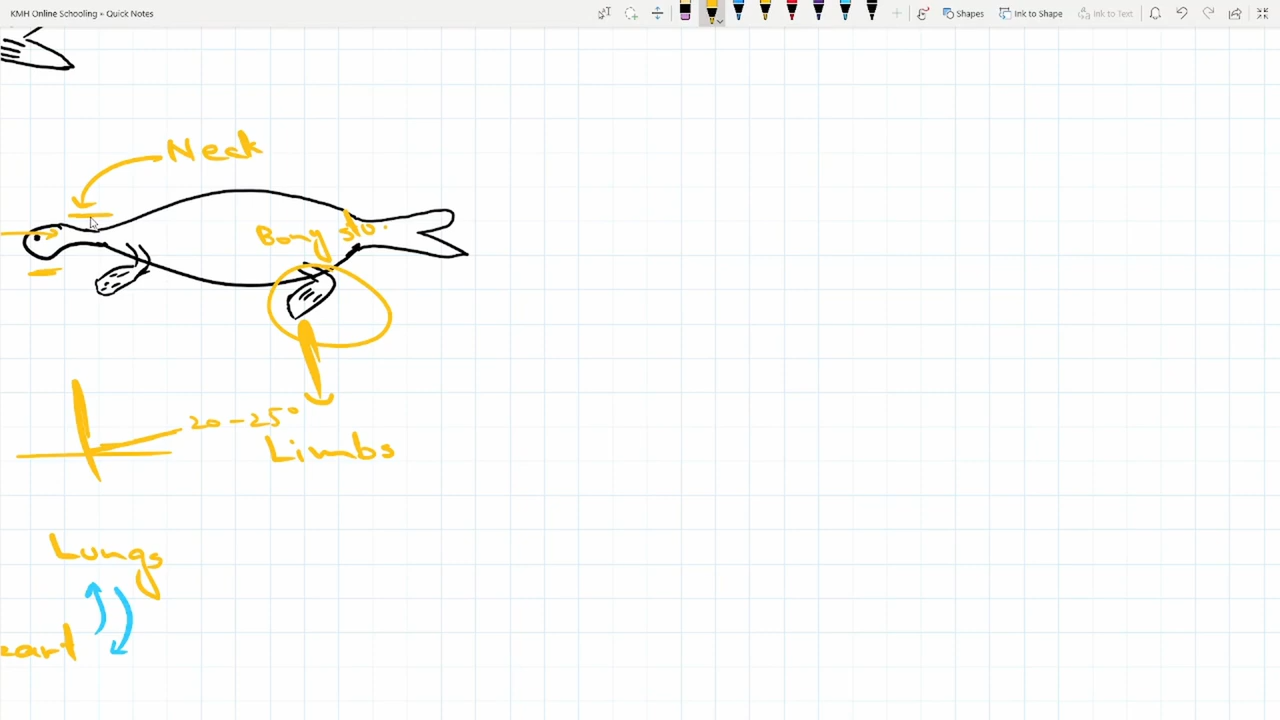 KMH Online Schooling » Quick Notes
Shapes
Ink to Shape
Ink to Text
Neck
Bony
20-25°
Limbs
Lungs